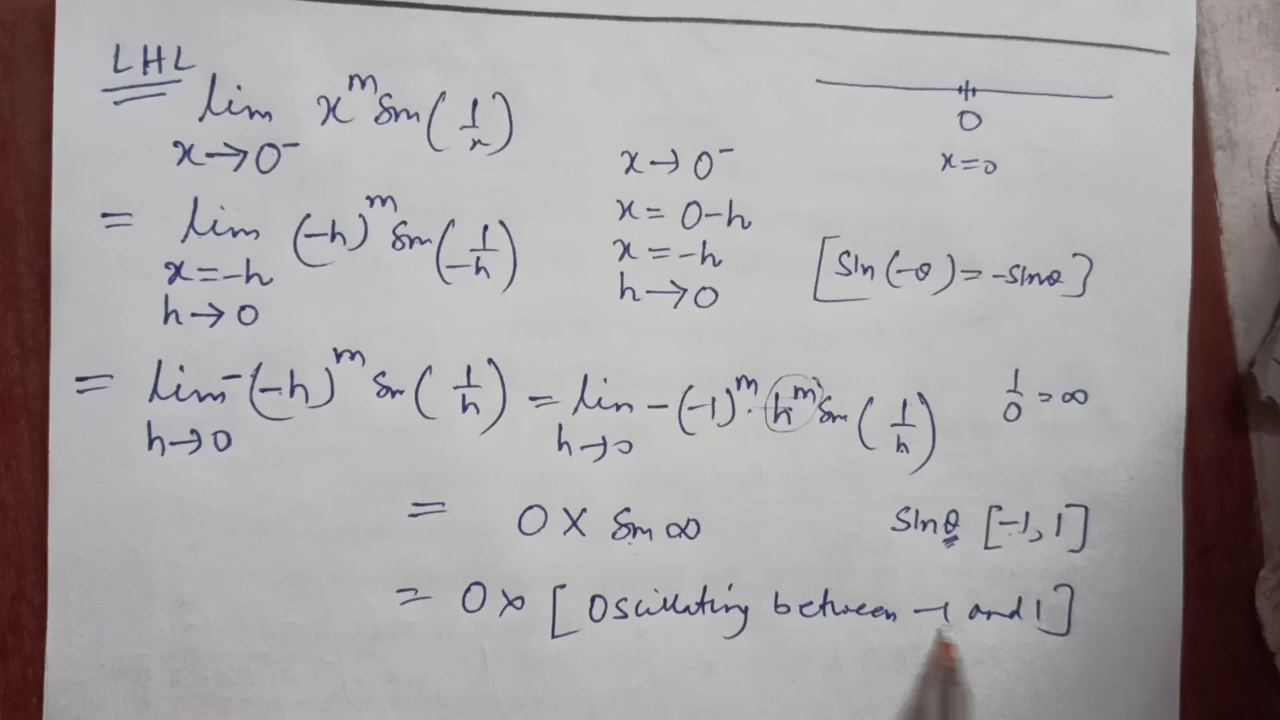 LHL
lim x^m Sin(1/x)
x→0⁻
0
x=0
x→0⁻
x = 0-h
x = -h
h→0
= lim (-h)^m Sin(1/-h)
x=-h
h→0
[Sin(-θ) = -Sinθ]
= lim -(-h)^m Sin(1/h) = lim -(-1)^m · h^m Sin(1/h)
h→0 h→0
1/0 = ∞
= 0 × Sin ∞
Sinθ [-1, 1]
= 0 × [Oscillating between -1 and 1]